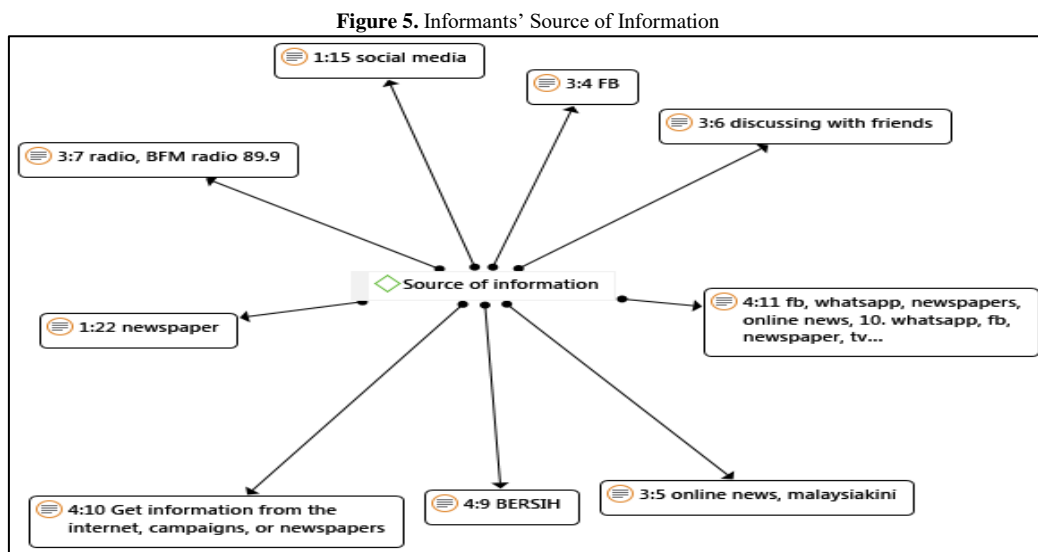 Figure 5. Informants' Source of Information
1:15 social media
3:4 FB
3:6 discussing with friends
3:7 radio, BFM radio 89.9
Source of information
4:11 fb, whatsapp, newspapers,
online news, 10. whatsapp, fb,
newspaper, tv...
1:22 newspaper
3:5 online news, malaysiakini
4:9 BERSIH
4:10 Get information from the
internet, campaigns, or newspapers